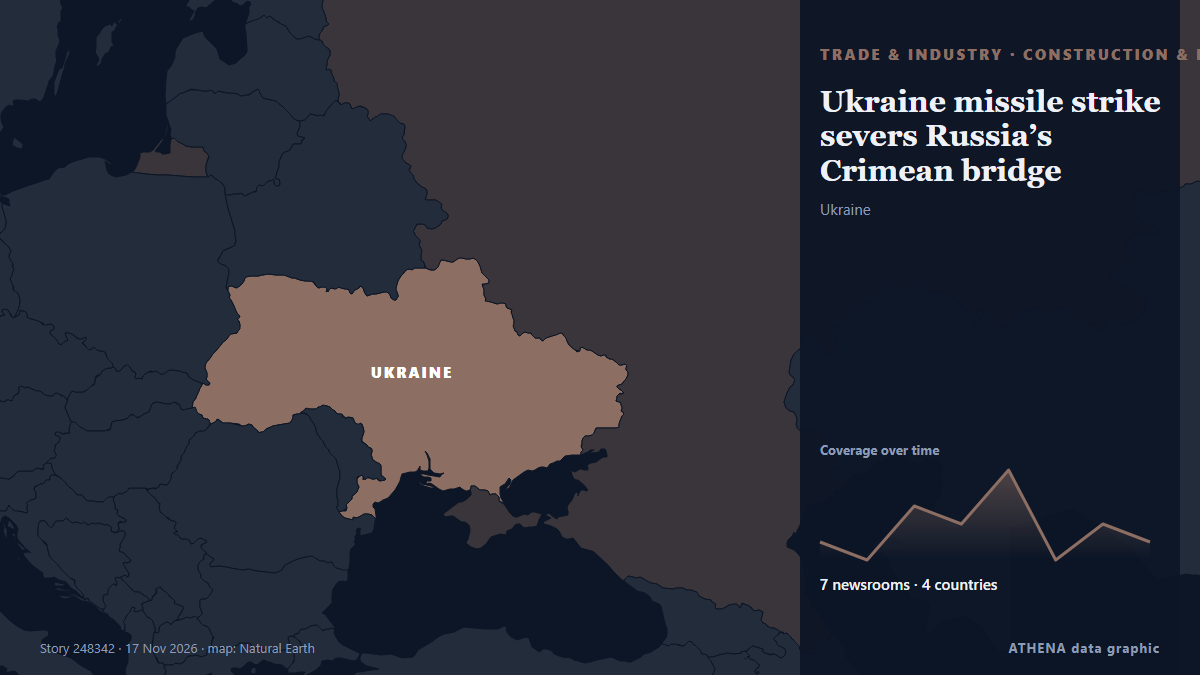 TRADE & INDUSTRY · CONSTRUCTION &
Ukraine missile strike
severs Russia’s
Crimean bridge
Ukraine
UKRAINE
Coverage over time
7 newsrooms · 4 countries
Story 248342 · 17 Nov 2026 · map: Natural Earth
ATHENA data graphic